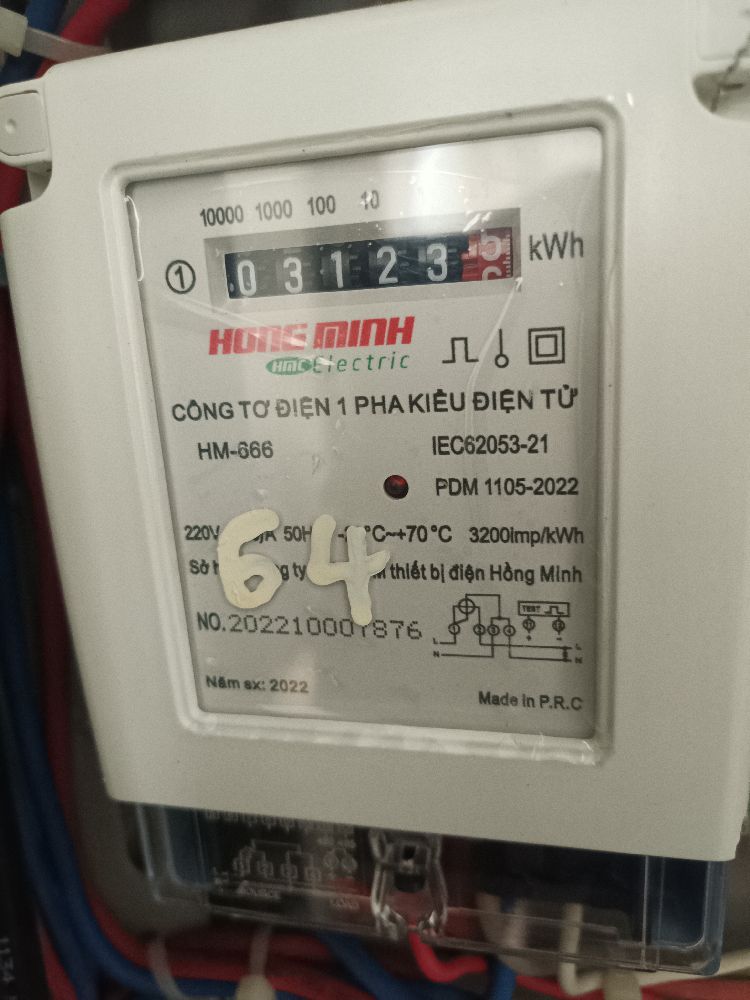 10000 1000 100 10
1
03123
kWh
HONG MINH
HMC Electric
CÔNG TƠ ĐIỆN 1 PHA KIỂU ĐIỆN TỬ
HM-666 IEC62053-21
PDM 1105-2022
220V 50H °C~+70°C 3200imp/kWh
64
thiết bị điện Hồng Minh
NO.202210001876
TEST
Năm sx: 2022
Made in P.R.C